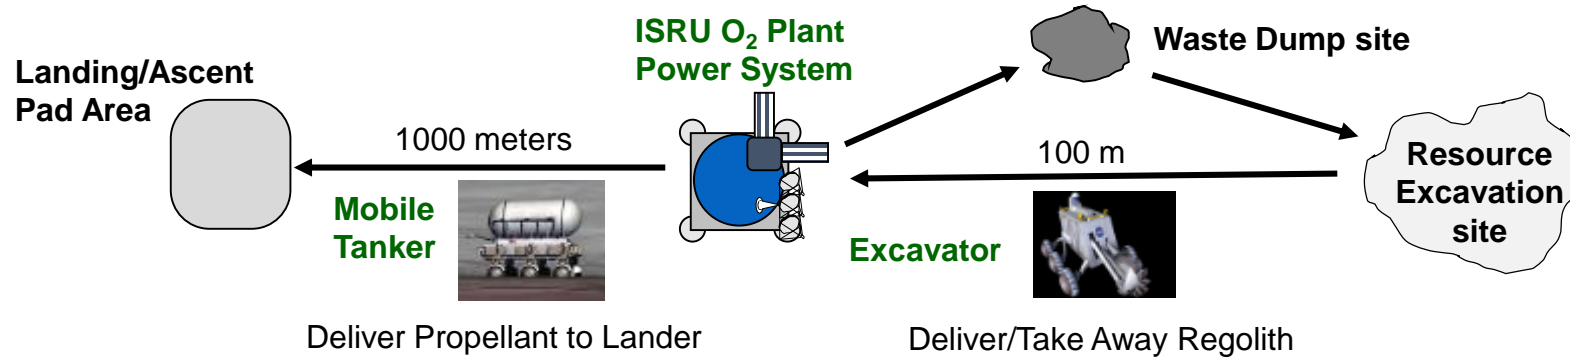 Landing/Ascent
Pad Area
1000 meters
Mobile
Tanker
Deliver Propellant to Lander
ISRU O₂ Plant
Power System
Waste Dump site
100 m
Excavator
Deliver/Take Away Regolith
Resource
Excavation
site